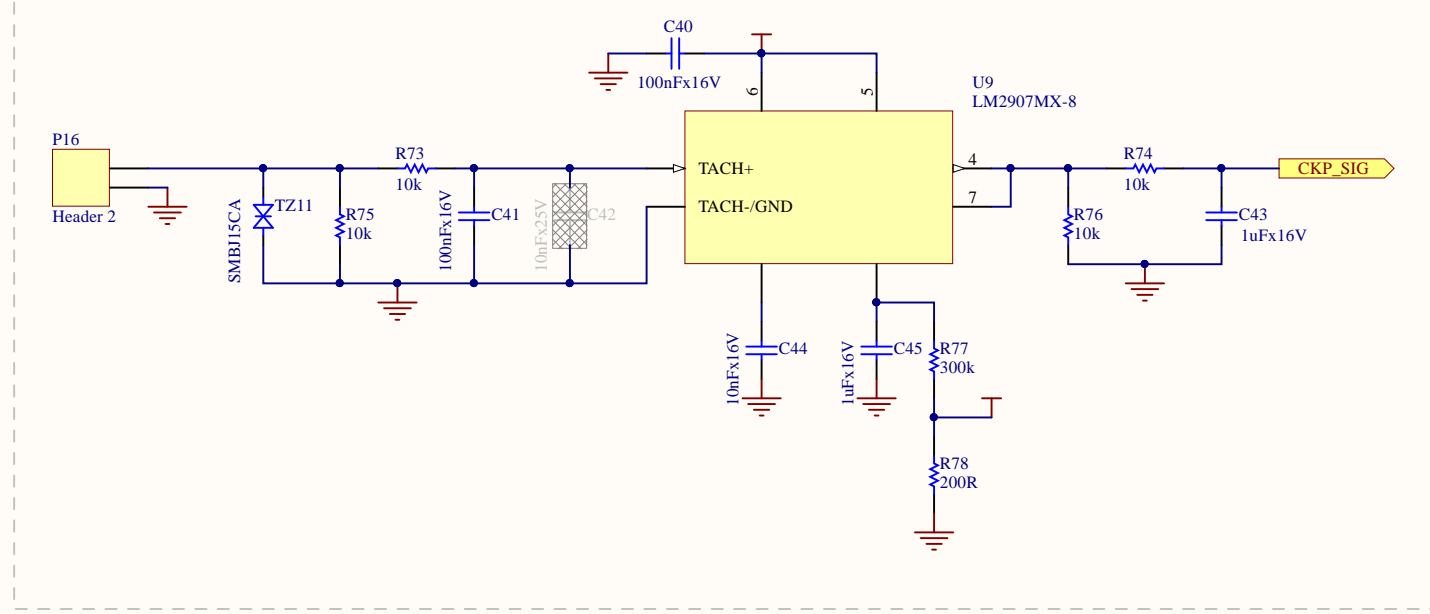 C40
100nFx16V
6
5
U9
LM2907MX-8
P16
Header 2
SMBJ15CA
TZ11
R75
10k
R73
10k
100nFx16V
C41
10nFx25V
C42
TACH+
TACH-/GND
4
7
R76
10k
R74
10k
C43
1uFx16V
CKP_SIG
10nFx16V
C44
1uFx16V
C45
R77
300k
R78
200R